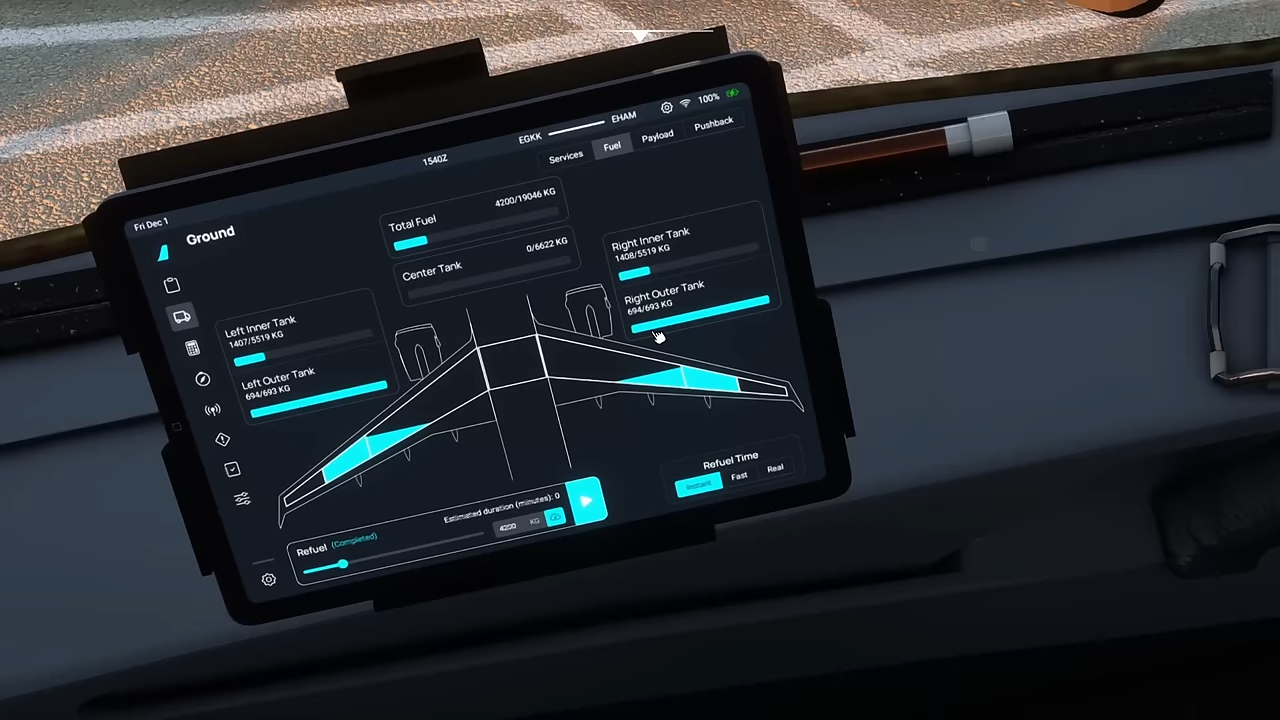 Fri Dec 1
1540Z
EGKK
EHAM
100%
Ground
Services
Fuel
Payload
Pushback
Total Fuel
4200/19046 KG
Center Tank
0/6622 KG
Left Inner Tank
1407/5519 KG
Left Outer Tank
694/693 KG
Right Inner Tank
1408/5519 KG
Right Outer Tank
694/693 KG
Refuel Time
Instant
Fast
Real
Refuel (Completed)
Estimated duration (minutes): 0
4200 KG